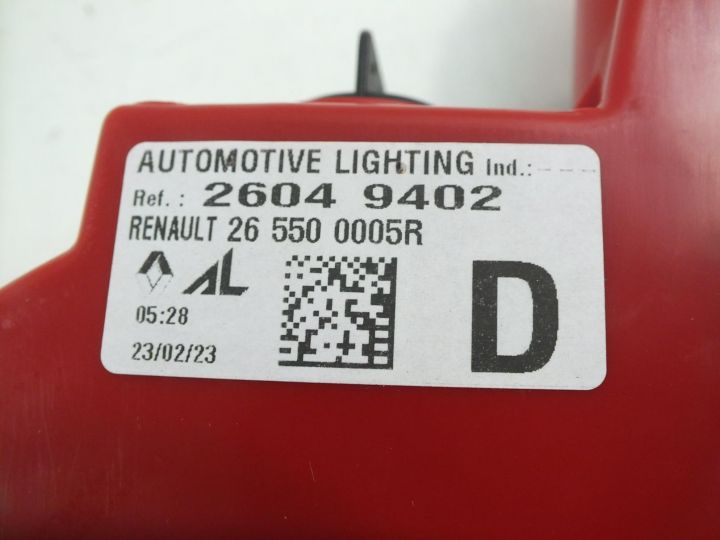 AUTOMOTIVE LIGHTING Ind.:---
Ref.: 2604 9402
RENAULT 26 550 0005R
AL
05:28
23/02/23
D